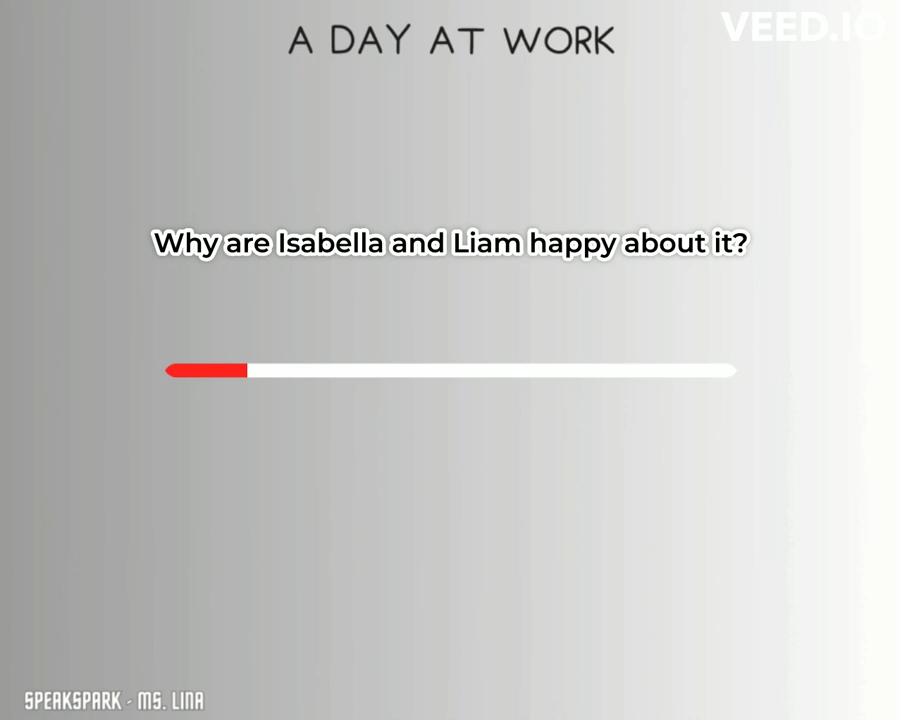 A DAY AT WORK
VEED.IO
Why are Isabella and Liam happy about it?
SPEAKSPARK - MS. LINA